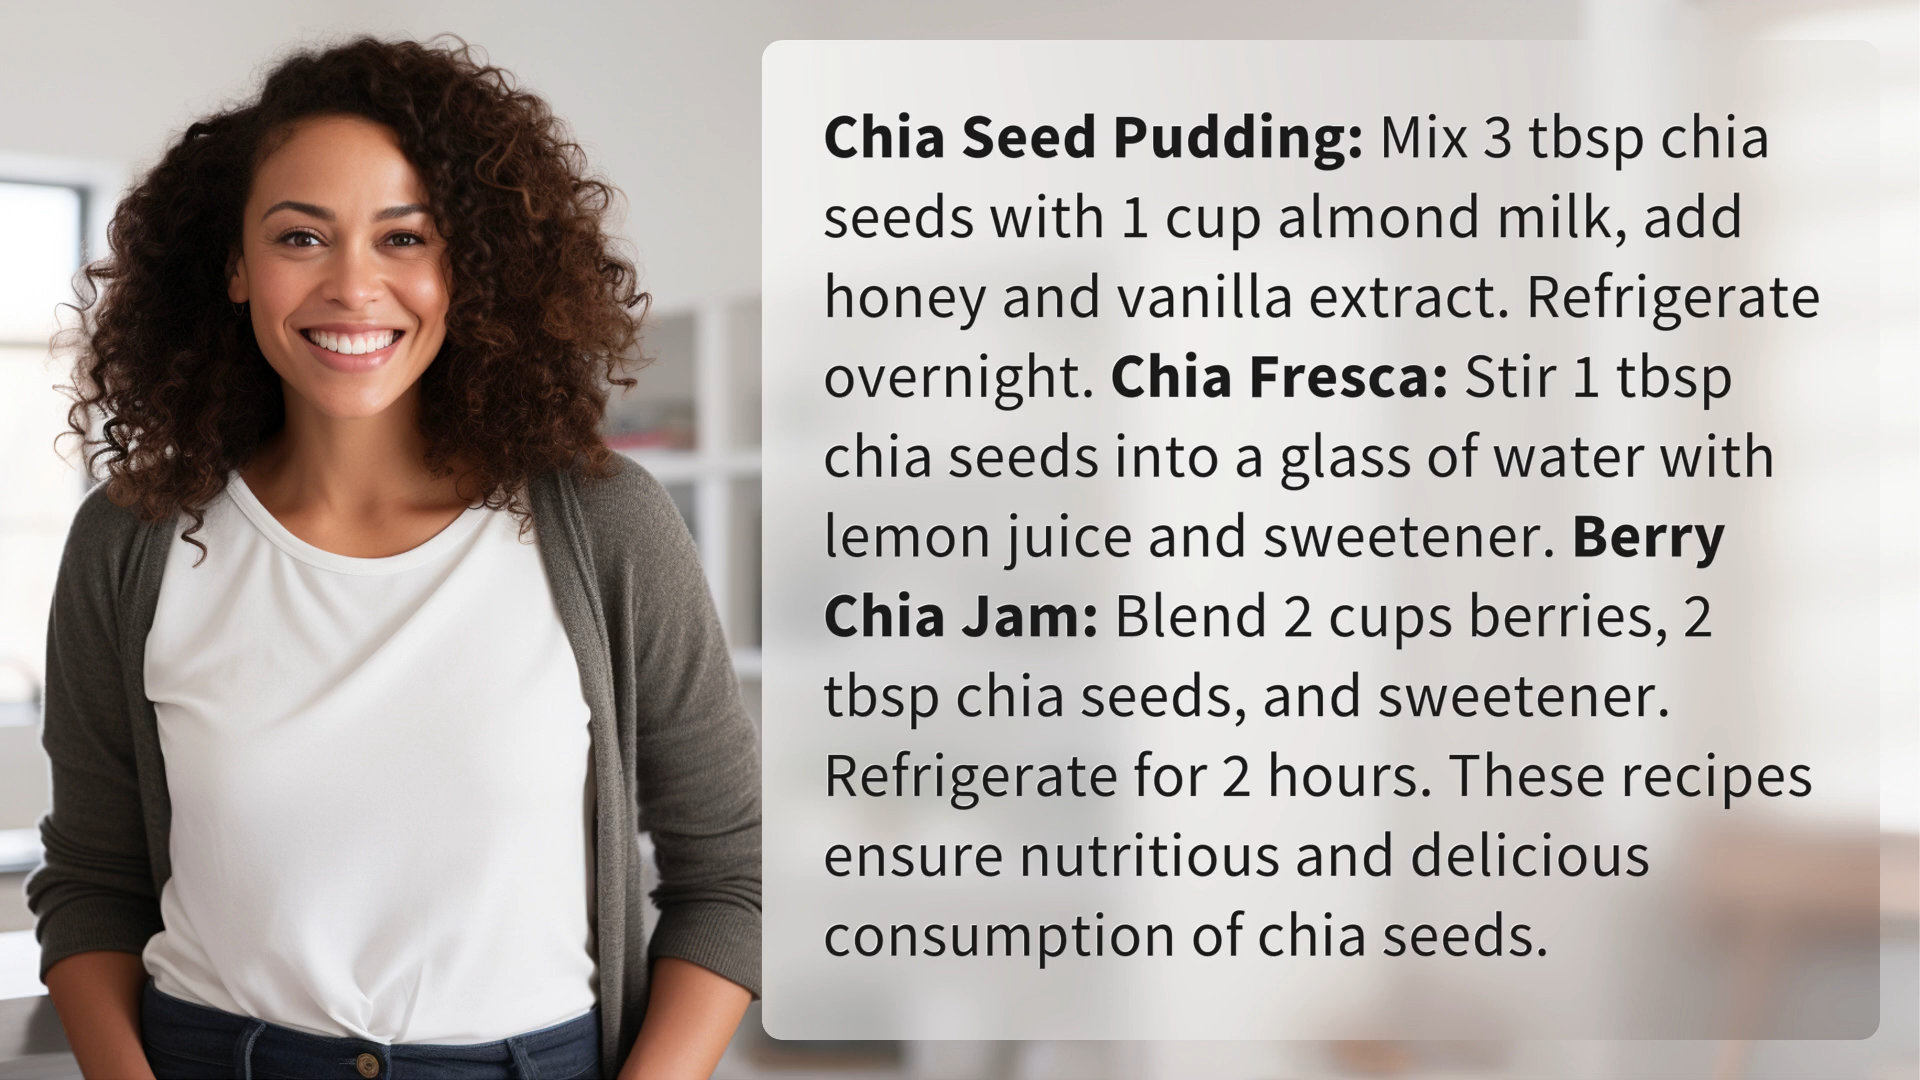 Chia Seed Pudding: Mix 3 tbsp chia
seeds with 1 cup almond milk, add
honey and vanilla extract. Refrigerate
overnight. Chia Fresca: Stir 1 tbsp
chia seeds into a glass of water with
lemon juice and sweetener. Berry
Chia Jam: Blend 2 cups berries, 2
tbsp chia seeds, and sweetener.
Refrigerate for 2 hours. These recipes
ensure nutritious and delicious
consumption of chia seeds.